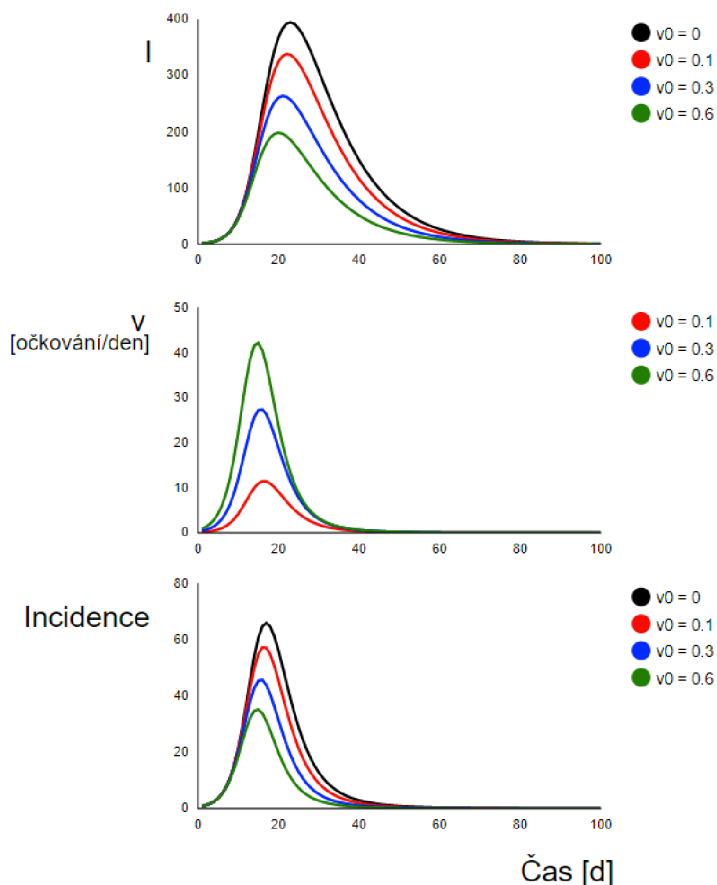 400
I
300
200
100
0
0 20 40 60 80 100
v0 = 0
v0 = 0.1
v0 = 0.3
v0 = 0.6
50
V
[očkování/den]
40
30
20
10
0
0 20 40 60 80 100
v0 = 0.1
v0 = 0.3
v0 = 0.6
80
Incidence
60
40
20
0
0 20 40 60 80 100
v0 = 0
v0 = 0.1
v0 = 0.3
v0 = 0.6
Čas [d]